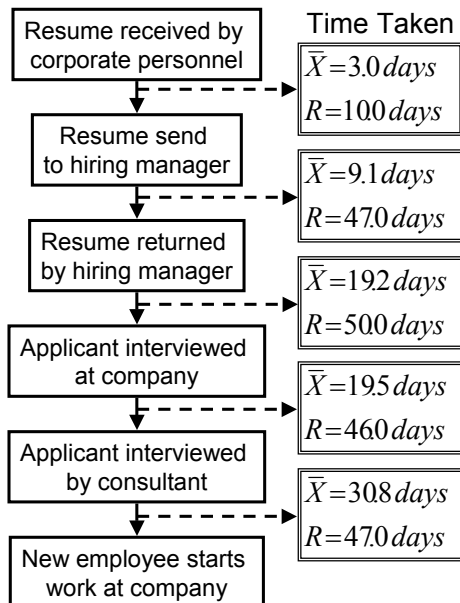 Time Taken
Resume received by
corporate personnel
X̄=3.0 days
R=10.0 days
Resume send
to hiring manager
X̄=9.1 days
R=47.0 days
Resume returned
by hiring manager
X̄=19.2 days
R=50.0 days
Applicant interviewed
at company
X̄=19.5 days
R=46.0 days
Applicant interviewed
by consultant
X̄=30.8 days
R=47.0 days
New employee starts
work at company